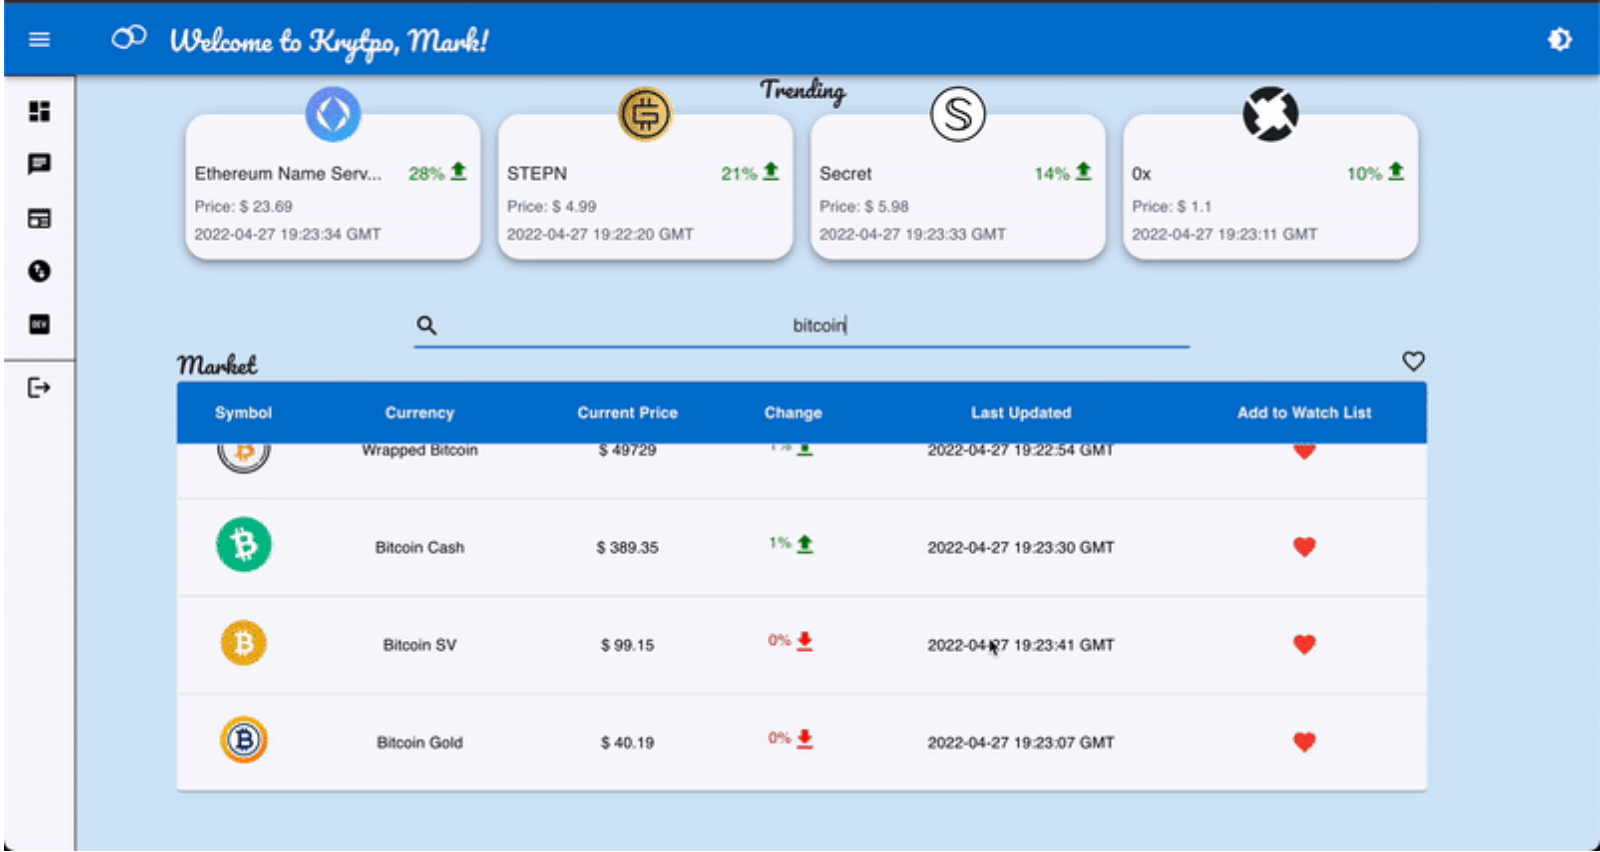 Welcome to Krytpo, Mark!
Trending
Ethereum Name Serv... 28%
Price: $ 23.69
2022-04-27 19:23:34 GMT
STEPN 21%
Price: $ 4.99
2022-04-27 19:22:20 GMT
Secret 14%
Price: $ 5.98
2022-04-27 19:23:33 GMT
0x 10%
Price: $ 1.1
2022-04-27 19:23:11 GMT
DEV
bitcoin
Market
Symbol Currency Current Price Change Last Updated Add to Watch List
Wrapped Bitcoin $ 49729 1% 2022-04-27 19:22:54 GMT
Bitcoin Cash $ 389.35 1% 2022-04-27 19:23:30 GMT
Bitcoin SV $ 99.15 0% 2022-04-27 19:23:41 GMT
Bitcoin Gold $ 40.19 0% 2022-04-27 19:23:07 GMT